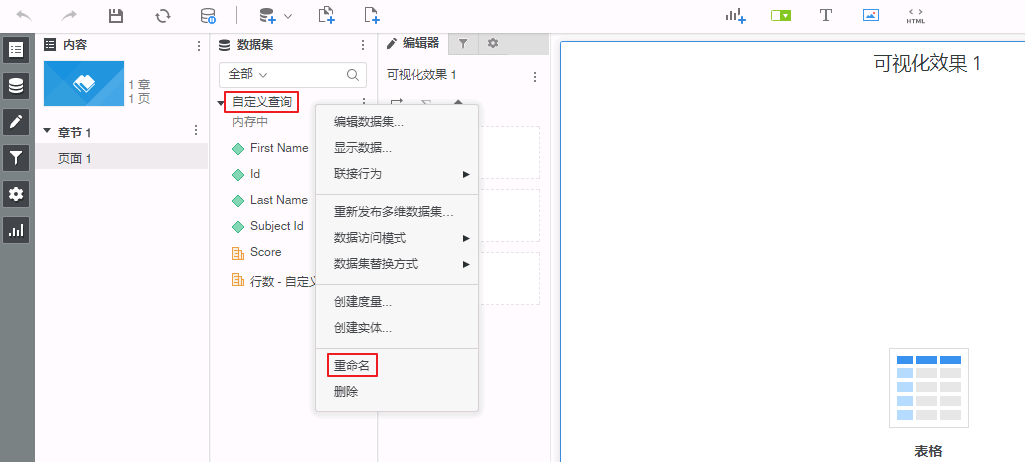 HTML
内容
1 章
1 页
章节 1
页面 1
数据集
全部
自定义查询
内存中
First Name
Id
Last Name
Subject Id
Score
行数 - 自定义
编辑器
可视化效果 1
编辑数据集...
显示数据...
联接行为
重新发布多维数据集...
数据访问模式
数据集替换方式
创建度量...
创建实体...
重命名
删除
可视化效果 1
表格